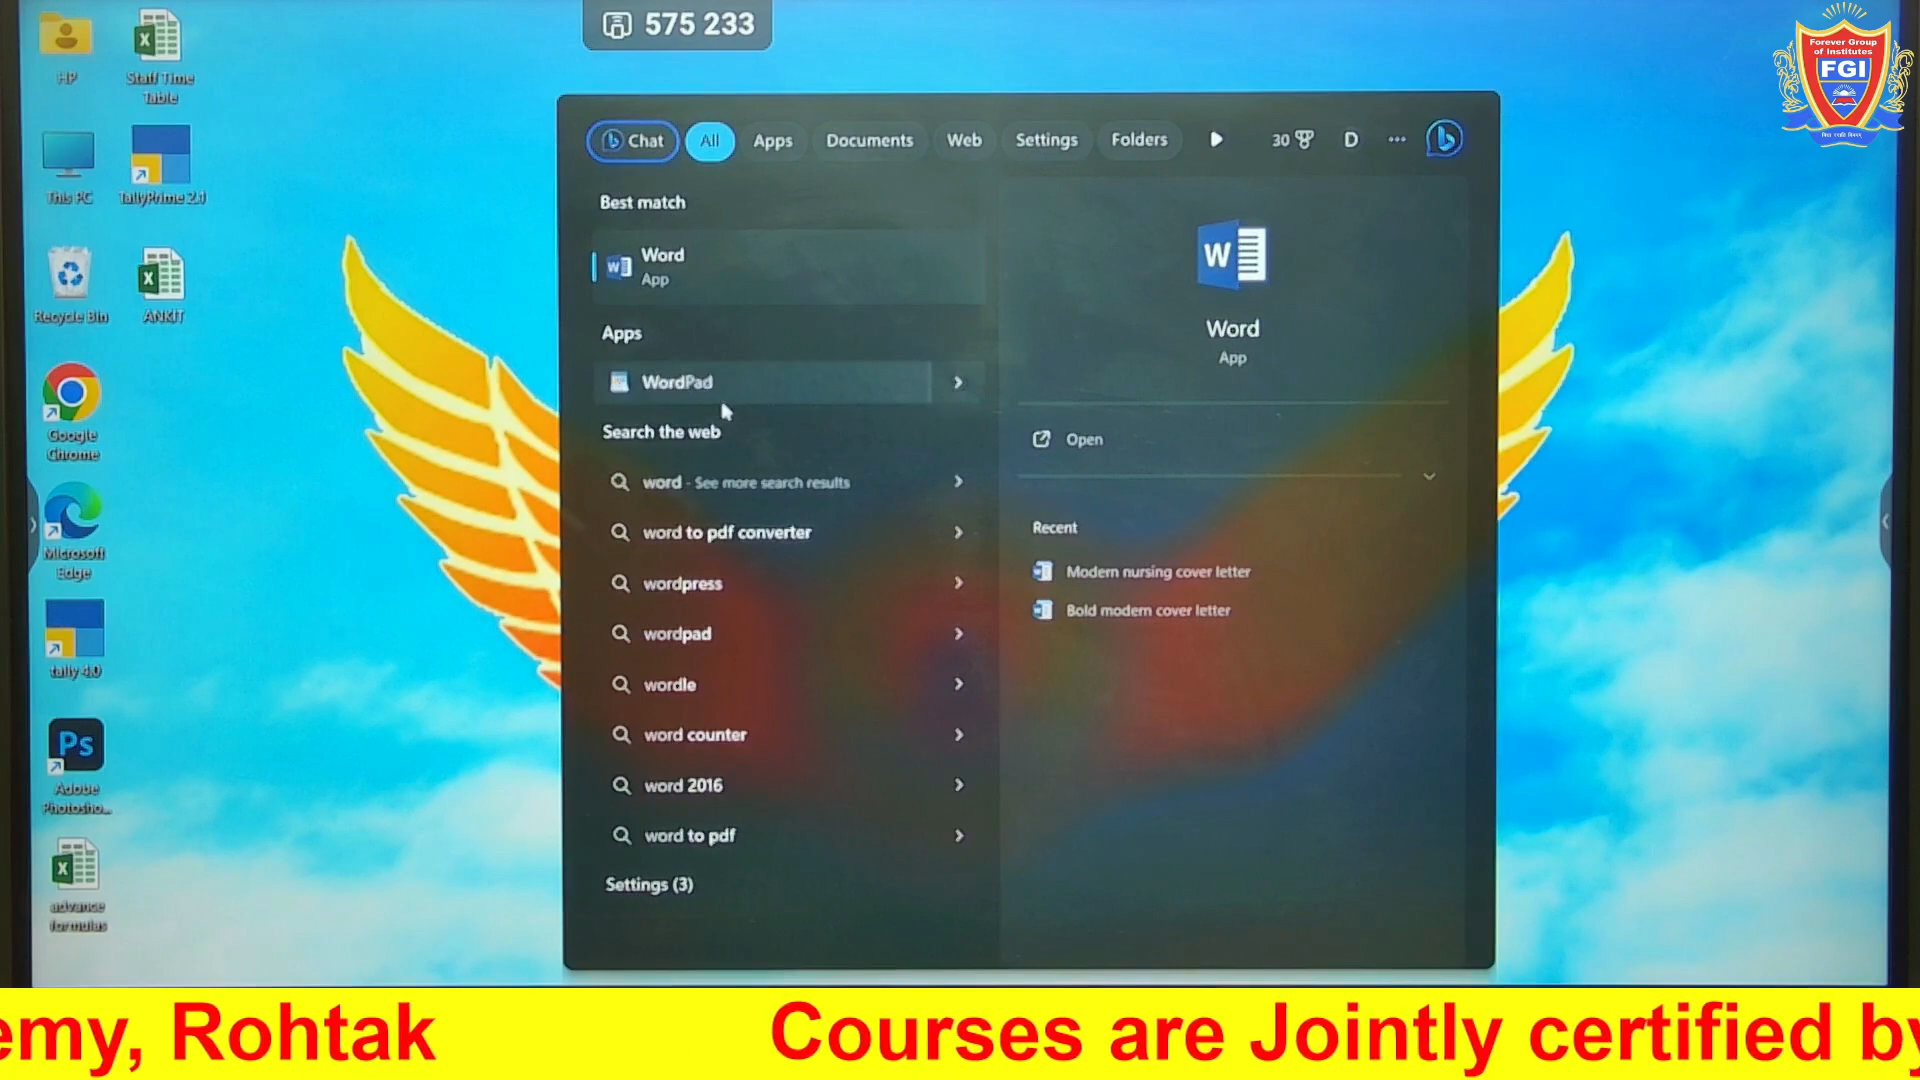 575 233
Forever Group
of Institutes
FGI
HP
Staff Time
Table
This PC
TallyPrime 2.1
Recycle Bin
ANKIT
Google
Chrome
Microsoft
Edge
tally 4.0
Ps
Adobe
Photosho...
advance
formulas
Chat
All
Apps
Documents
Web
Settings
Folders
30
D
Best match
Word
App
Apps
WordPad
Search the web
word - See more search results
word to pdf converter
wordpress
wordpad
wordle
word counter
word 2016
word to pdf
Settings (3)
Word
App
Open
Recent
Modern nursing cover letter
Bold modern cover letter
emy, Rohtak
Courses are Jointly certified by